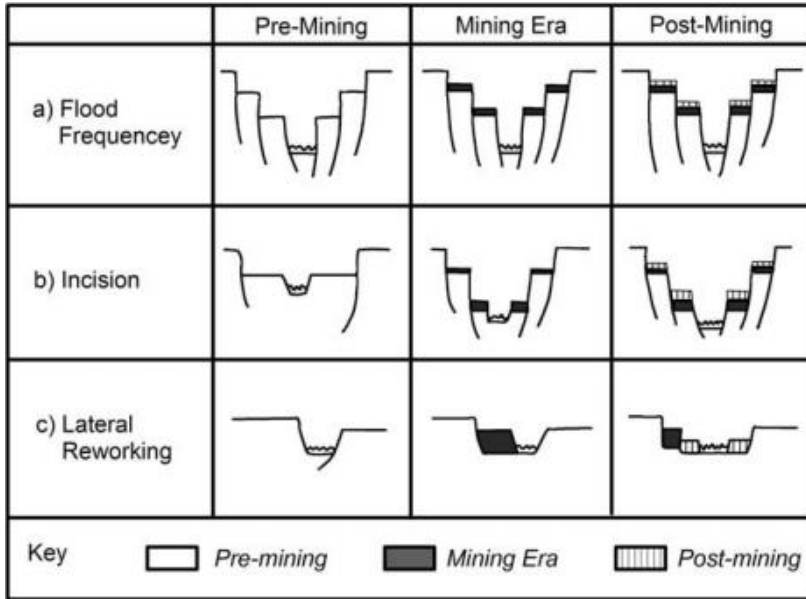 Pre-Mining Mining Era Post-Mining
a) Flood
Frequencey
b) Incision
c) Lateral
Reworking
Key Pre-mining Mining Era Post-mining